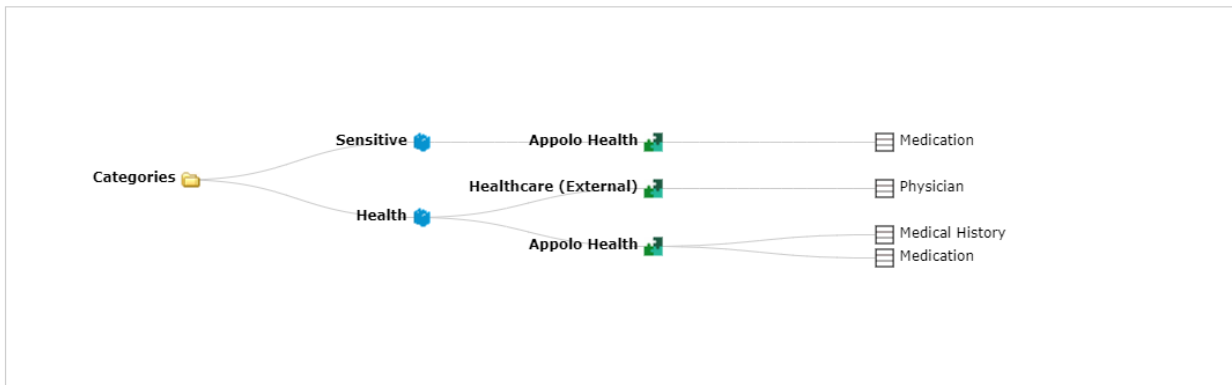 Sensitive
Appolo Health
Medication
Categories
Healthcare (External)
Physician
Health
Appolo Health
Medical History
Medication